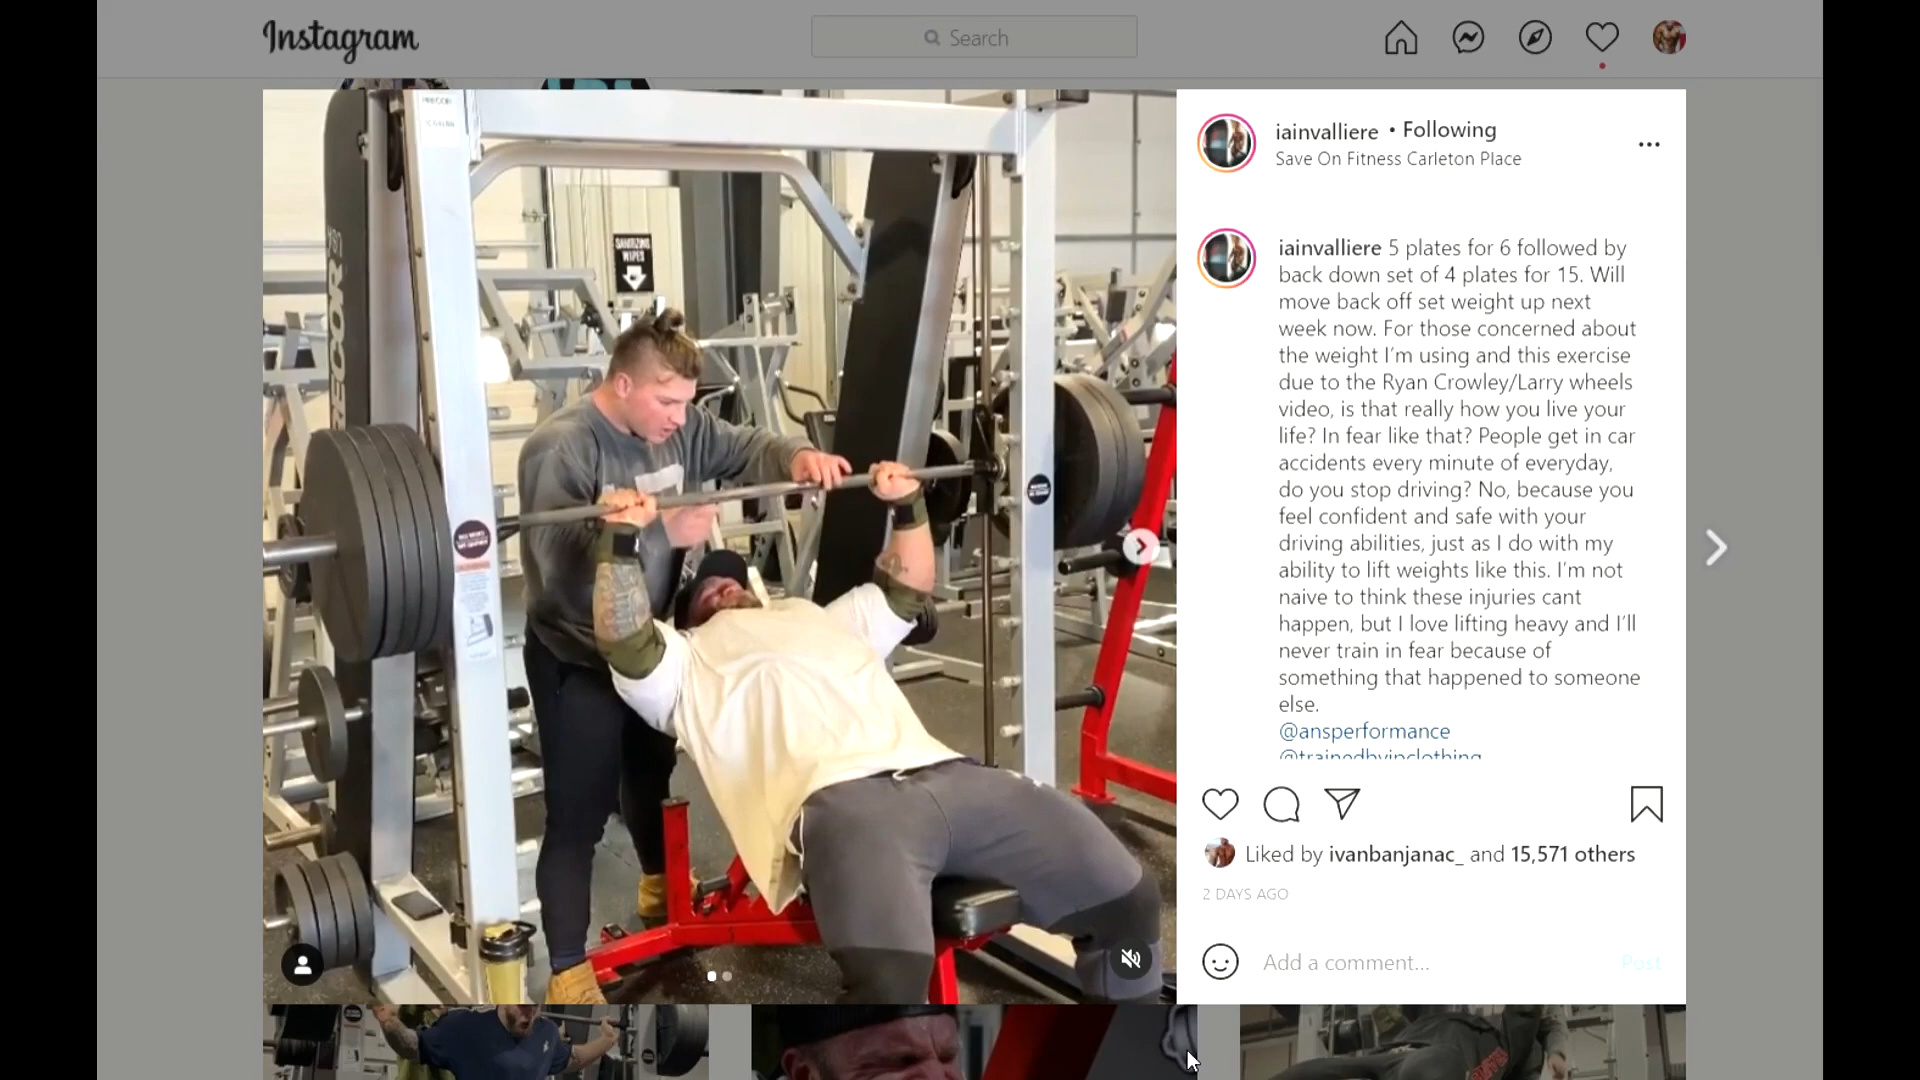 Instagram
Search
SANITIZING
WIPES
iainvalliere • Following
Save On Fitness Carleton Place
iainvalliere 5 plates for 6 followed by
back down set of 4 plates for 15. Will
move back off set weight up next
week now. For those concerned about
the weight I'm using and this exercise
due to the Ryan Crowley/Larry wheels
video, is that really how you live your
life? In fear like that? People get in car
accidents every minute of everyday,
do you stop driving? No, because you
feel confident and safe with your
driving abilities, just as I do with my
ability to lift weights like this. I'm not
naive to think these injuries cant
happen, but I love lifting heavy and I'll
never train in fear because of
something that happened to someone
else.
@ansperformance
@trainedbyjpclothing
Liked by ivanbanjanac_ and 15,571 others
2 DAYS AGO
Add a comment...
Post